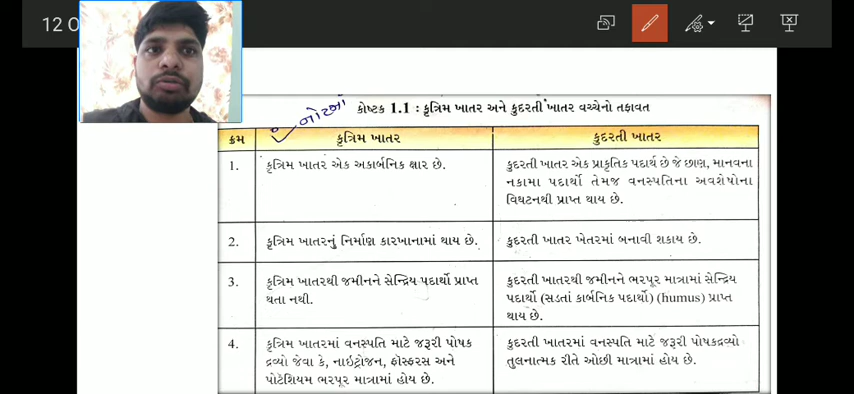 12 O
નોટમાં
કોષ્ટક 1.1 : કૃત્રિમ ખાતર અને કુદરતી ખાતર વચ્ચેનો તફાવત
ક્રમ કૃત્રિમ ખાતર કુદરતી ખાતર
1. કૃત્રિમ ખાતર એક અકાર્બનિક ક્ષાર છે.
કુદરતી ખાતર એક પ્રાકૃતિક પદાર્થ છે જે છાણ, માનવના
નકામા પદાર્થો તેમજ વનસ્પતિના અવશેષોના
વિઘટનથી પ્રાપ્ત થાય છે.
2. કૃત્રિમ ખાતરનું નિર્માણ કારખાનામાં થાય છે.
કુદરતી ખાતર ખેતરમાં બનાવી શકાય છે.
3. કૃત્રિમ ખાતરથી જમીનને સેન્દ્રિય પદાર્થો પ્રાપ્ત
થતા નથી.
કુદરતી ખાતરથી જમીનને ભરપૂર માત્રામાં સેન્દ્રિય
પદાર્થો (સડતાં કાર્બનિક પદાર્થો) (humus) પ્રાપ્ત
થાય છે.
4. કૃત્રિમ ખાતરમાં વનસ્પતિ માટે જરૂરી પોષક
દ્રવ્યો જેવા કે, નાઇટ્રોજન, ફૉસ્ફરસ અને
પોટૅશિયમ ભરપૂર માત્રામાં હોય છે.
કુદરતી ખાતરમાં વનસ્પતિ માટે જરૂરી પોષકદ્રવ્યો
તુલનાત્મક રીતે ઓછી માત્રામાં હોય છે.